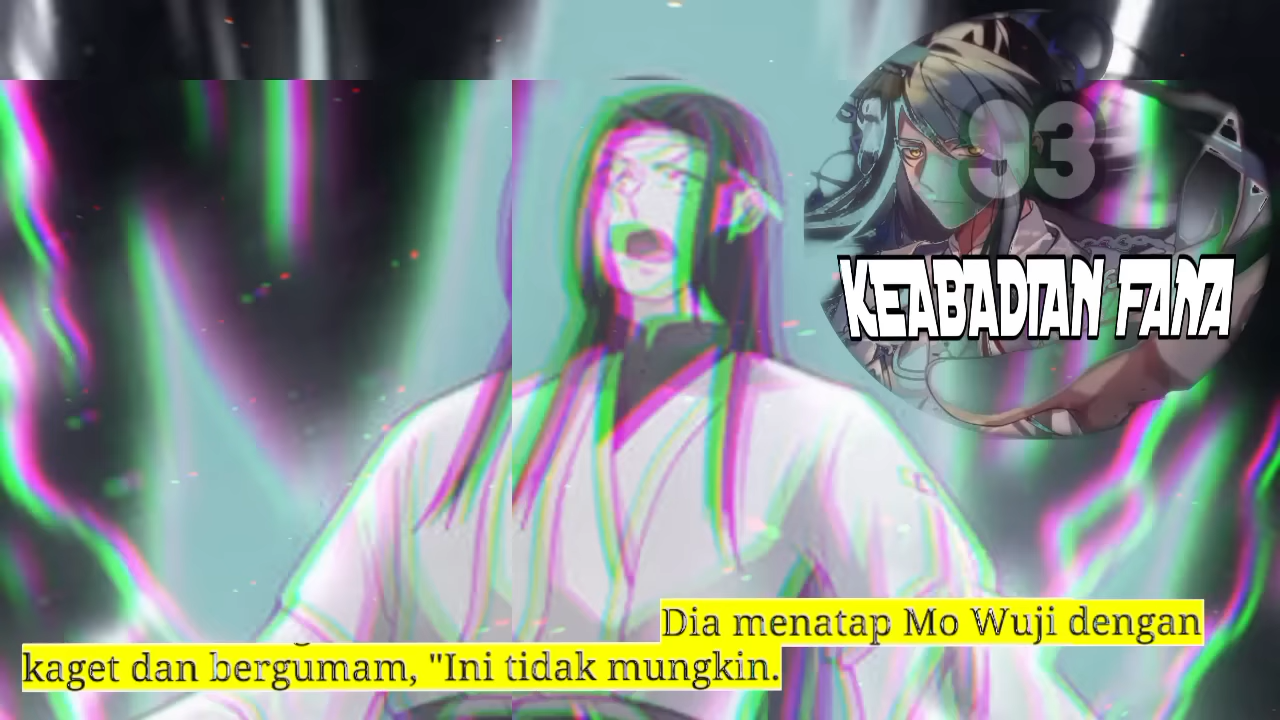 93
KEABADIAN FANA
Dia menatap Mo Wuji dengan
kaget dan bergumam, "Ini tidak mungkin.